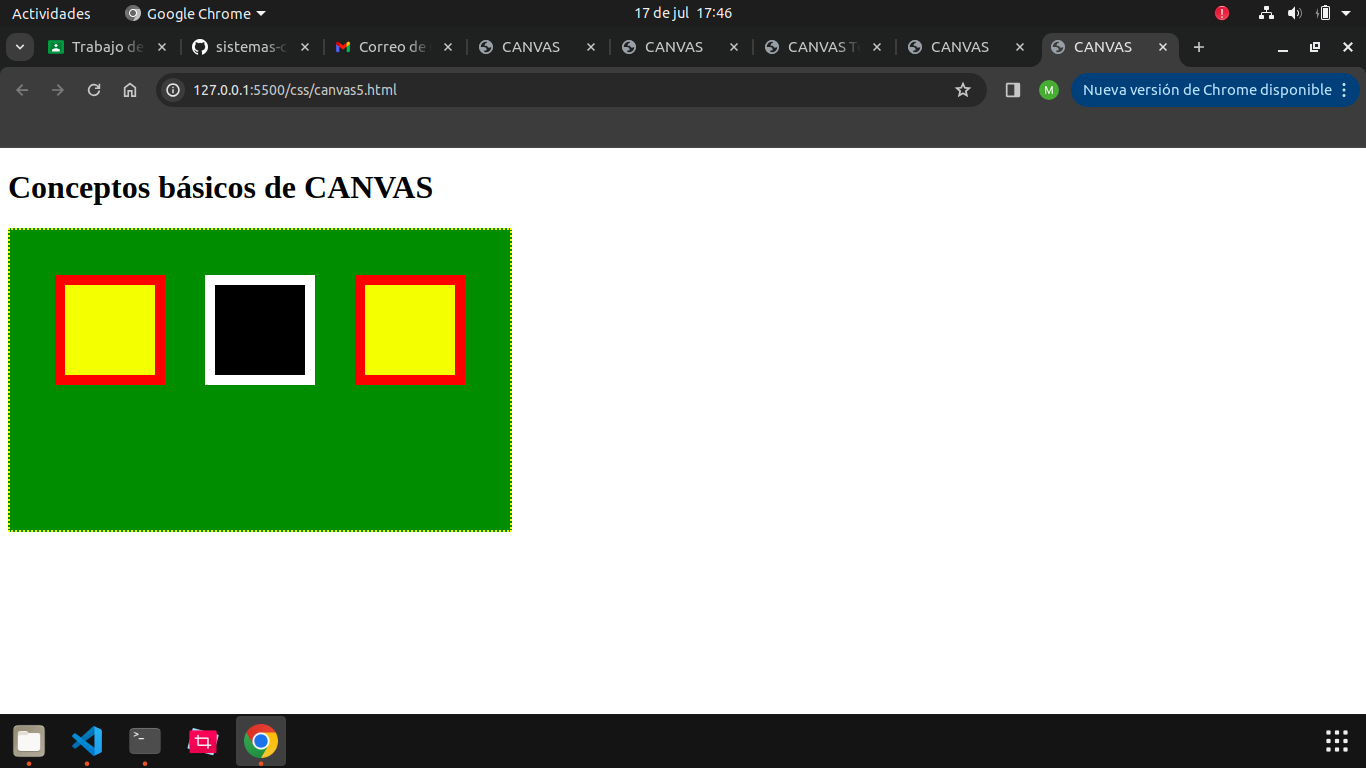 Actividades Google Chrome 17 de jul 17:46
Trabajo de sistemas- Correo de CANVAS CANVAS CANVAS CANVAS CANVAS
127.0.0.1:5500/css/canvas5.html M Nueva versión de Chrome disponible
Conceptos básicos de CANVAS